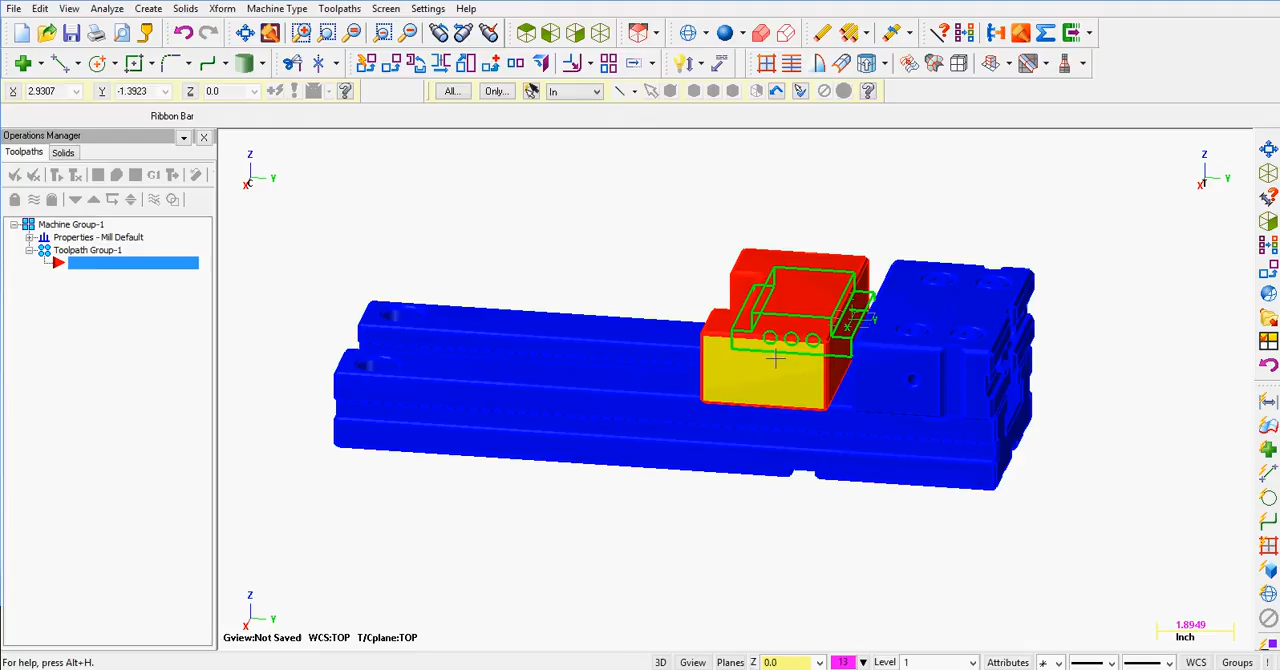 File Edit View Analyze Create Solids Xform Machine Type Toolpaths Screen Settings Help
X 2.9307 Y -1.3923 Z 0.0 All... Only... In
Ribbon Bar
Operations Manager
Toolpaths Solids
G1
Machine Group-1
Properties - Mill Default
Toolpath Group-1
Z
Y
X
Z
Y
X
Z
Y
X
Gview:Not Saved WCS:TOP T/Cplane:TOP
1.8949
Inch
For help, press Alt+H.
3D Gview Planes Z 0.0 13 Level 1 Attributes WCS Groups